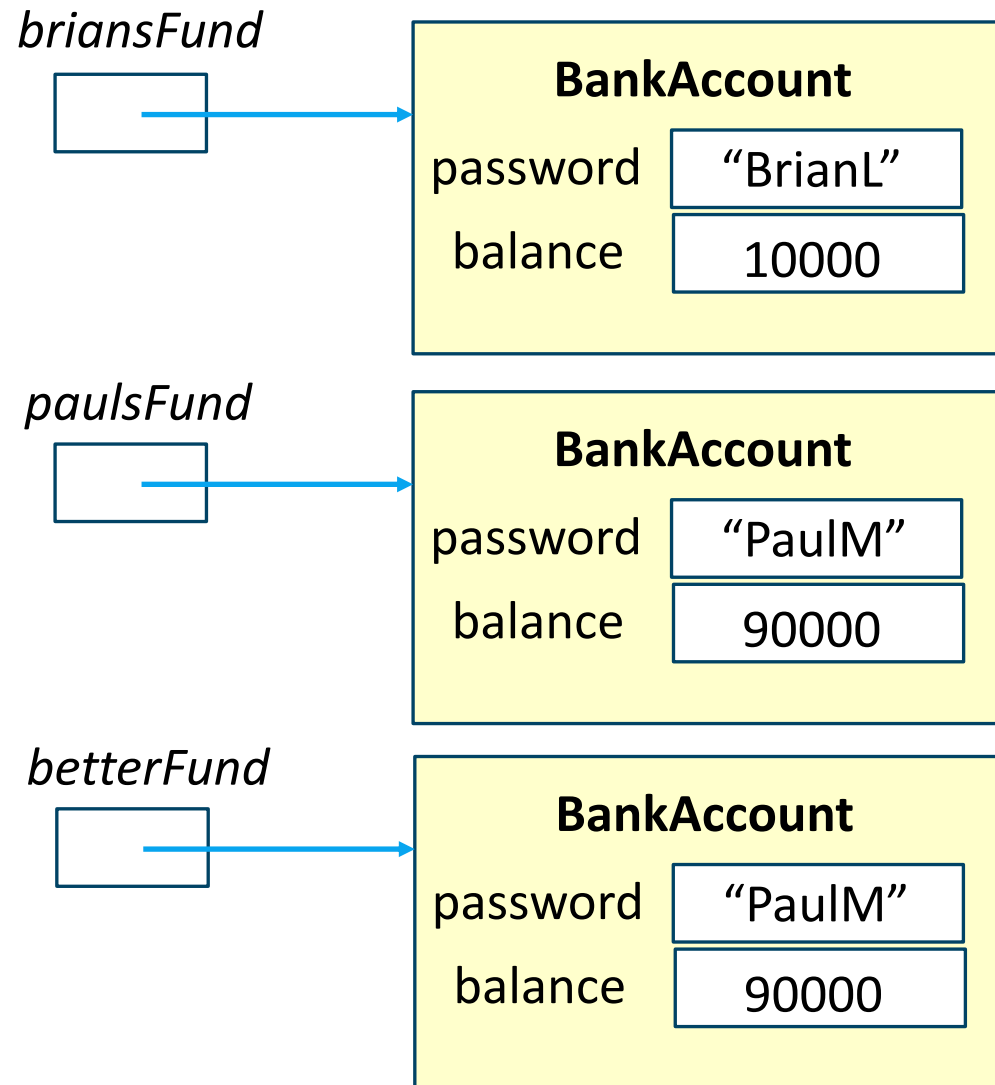 briansFund
BankAccount
password “BrianL”
balance 10000
paulsFund
BankAccount
password “PaulM”
balance 90000
betterFund
BankAccount
password “PaulM”
balance 90000